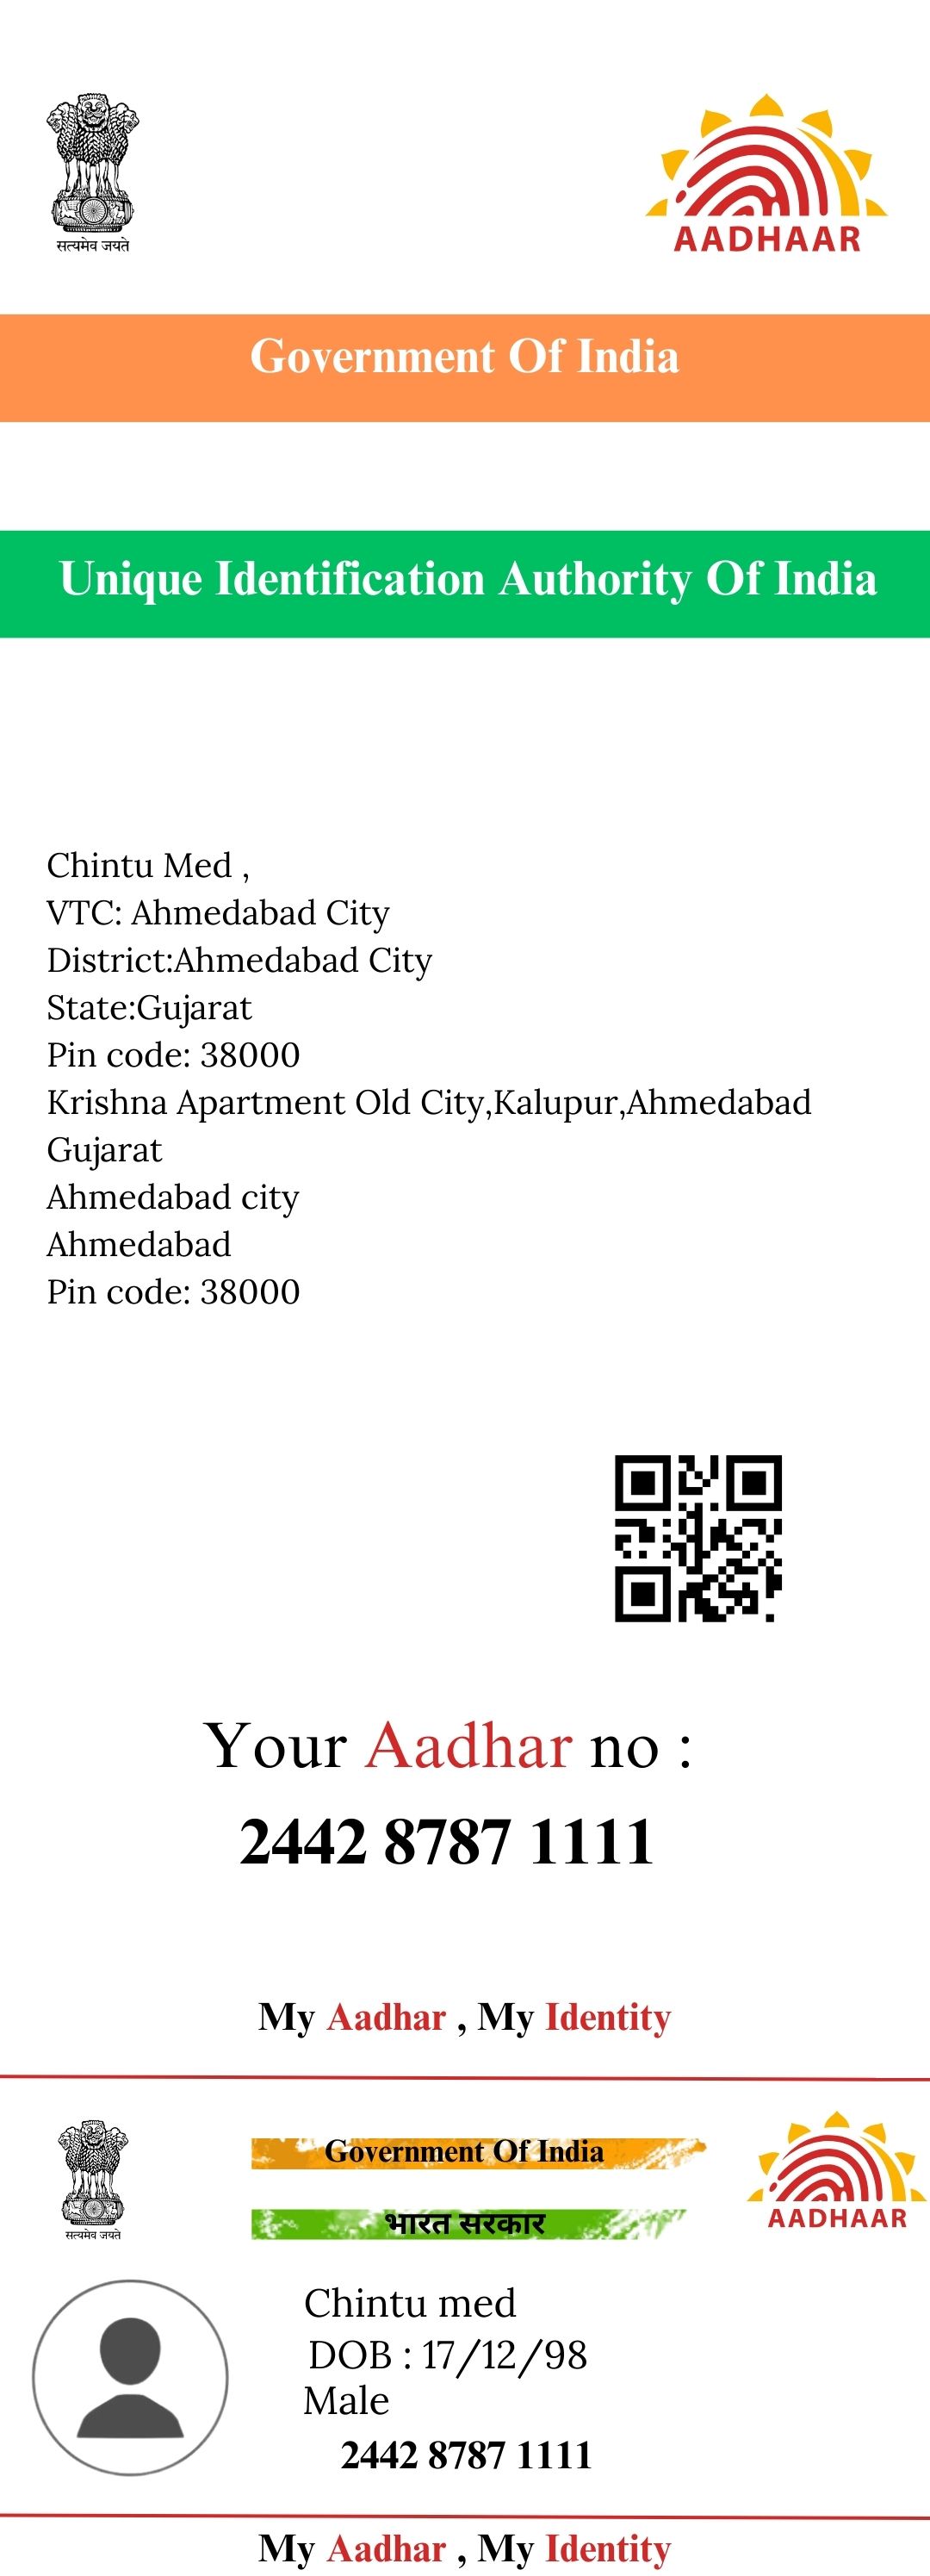 सत्यमेव जयते
AADHAAR
Government Of India
Unique Identification Authority Of India
Chintu Med ,
VTC: Ahmedabad City
District:Ahmedabad City
State:Gujarat
Pin code: 38000
Krishna Apartment Old City,Kalupur,Ahmedabad
Gujarat
Ahmedabad city
Ahmedabad
Pin code: 38000
Your Aadhar no :
2442 8787 1111
My Aadhar , My Identity
Government Of India
सत्यमेव जयते
भारत सरकार
AADHAAR
Chintu med
DOB : 17/12/98
Male
2442 8787 1111
My Aadhar , My Identity